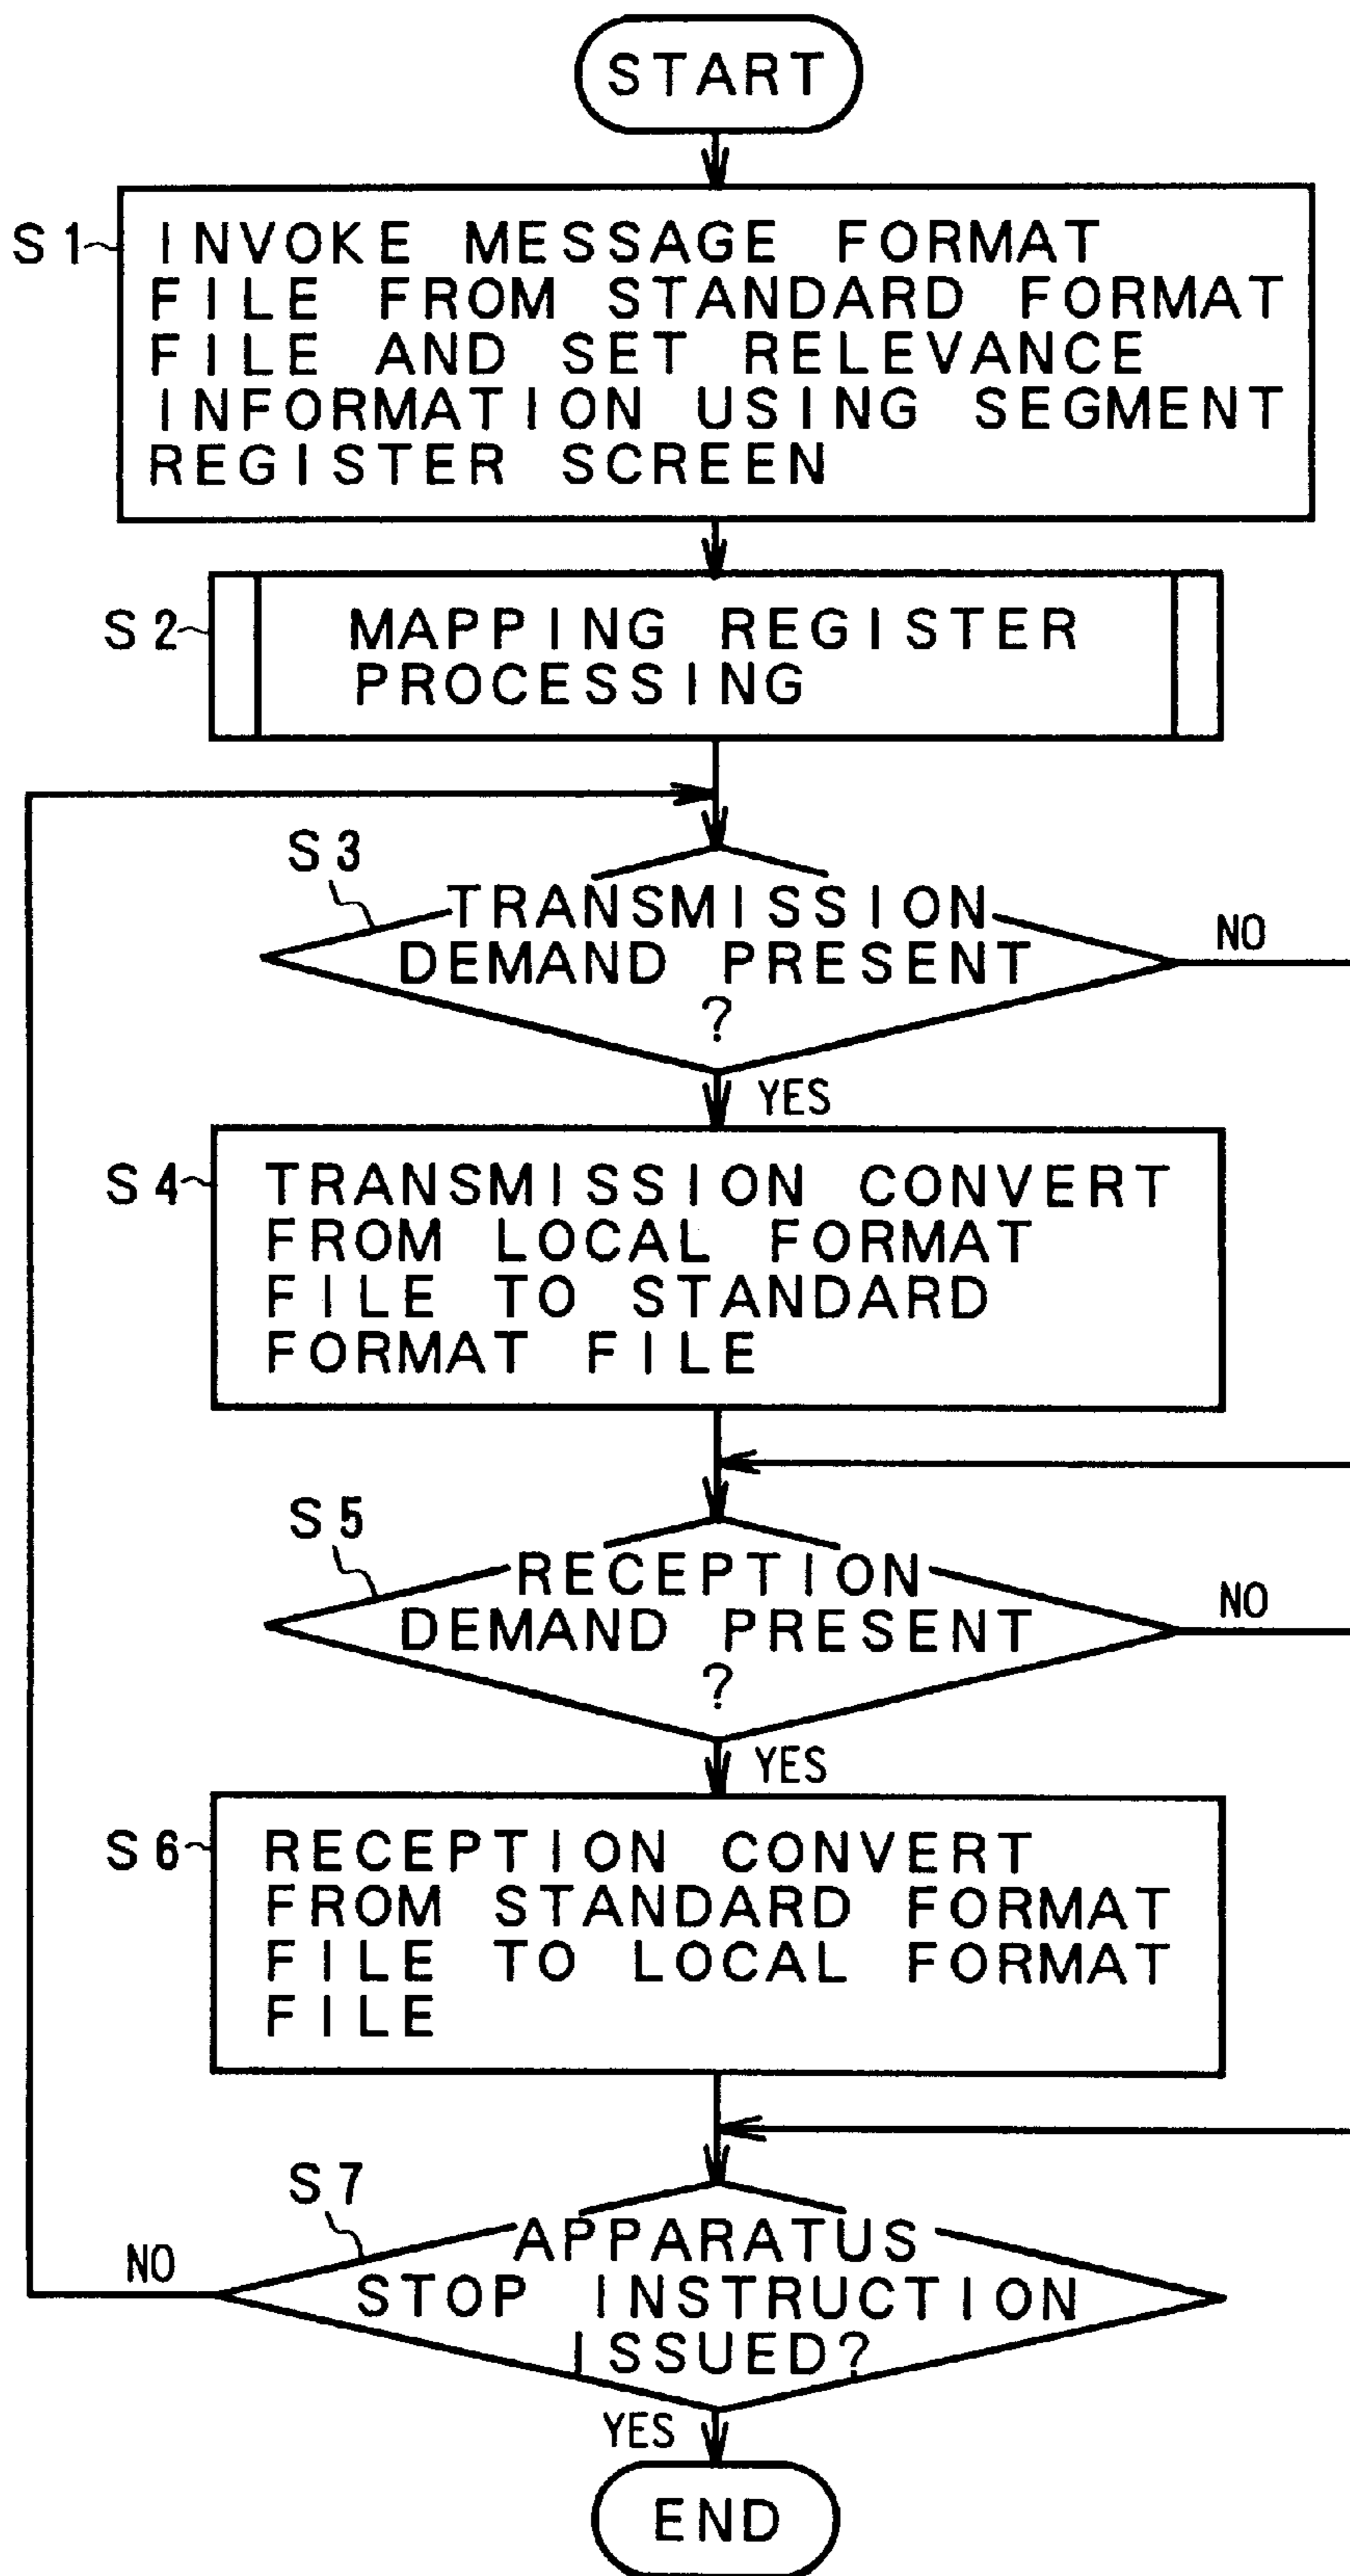 START
S1
INVOKE MESSAGE FORMAT
FILE FROM STANDARD FORMAT
FILE AND SET RELEVANCE
INFORMATION USING SEGMENT
REGISTER SCREEN
S2
MAPPING REGISTER
PROCESSING
S3
TRANSMISSION
DEMAND PRESENT
?
NO
YES
S4
TRANSMISSION CONVERT
FROM LOCAL FORMAT
FILE TO STANDARD
FORMAT FILE
S5
RECEPTION
DEMAND PRESENT
?
NO
YES
S6
RECEPTION CONVERT
FROM STANDARD FORMAT
FILE TO LOCAL FORMAT
FILE
S7
APPARATUS
STOP INSTRUCTION
ISSUED?
NO
YES
END